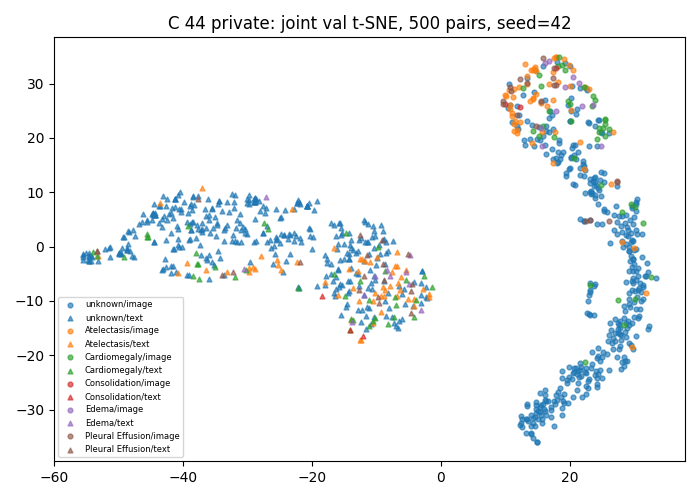 C 44 private: joint val t-SNE, 500 pairs, seed=42
30
20
10
0
−10
−20
−30
−60
−40
−20
0
20
unknown/image
unknown/text
Atelectasis/image
Atelectasis/text
Cardiomegaly/image
Cardiomegaly/text
Consolidation/image
Consolidation/text
Edema/image
Edema/text
Pleural Effusion/image
Pleural Effusion/text